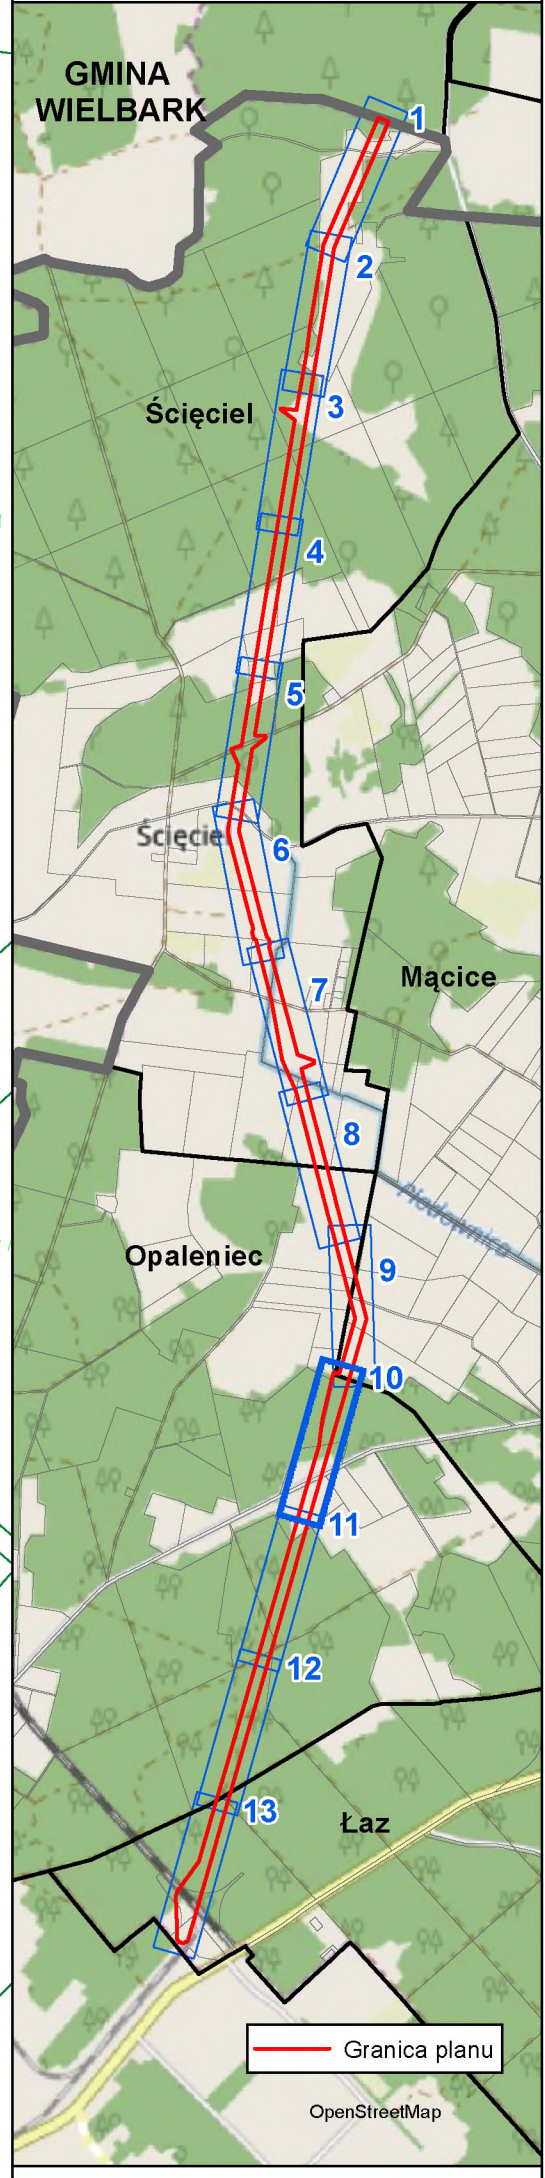 GMINA
WIELBARK
1
2
Ścięciel
3
4
5
Ścięciel
6
7
Mącice
8
Płodownica
Opaleniec
9
10
11
12
13
Łaz
Granica planu
OpenStreetMap